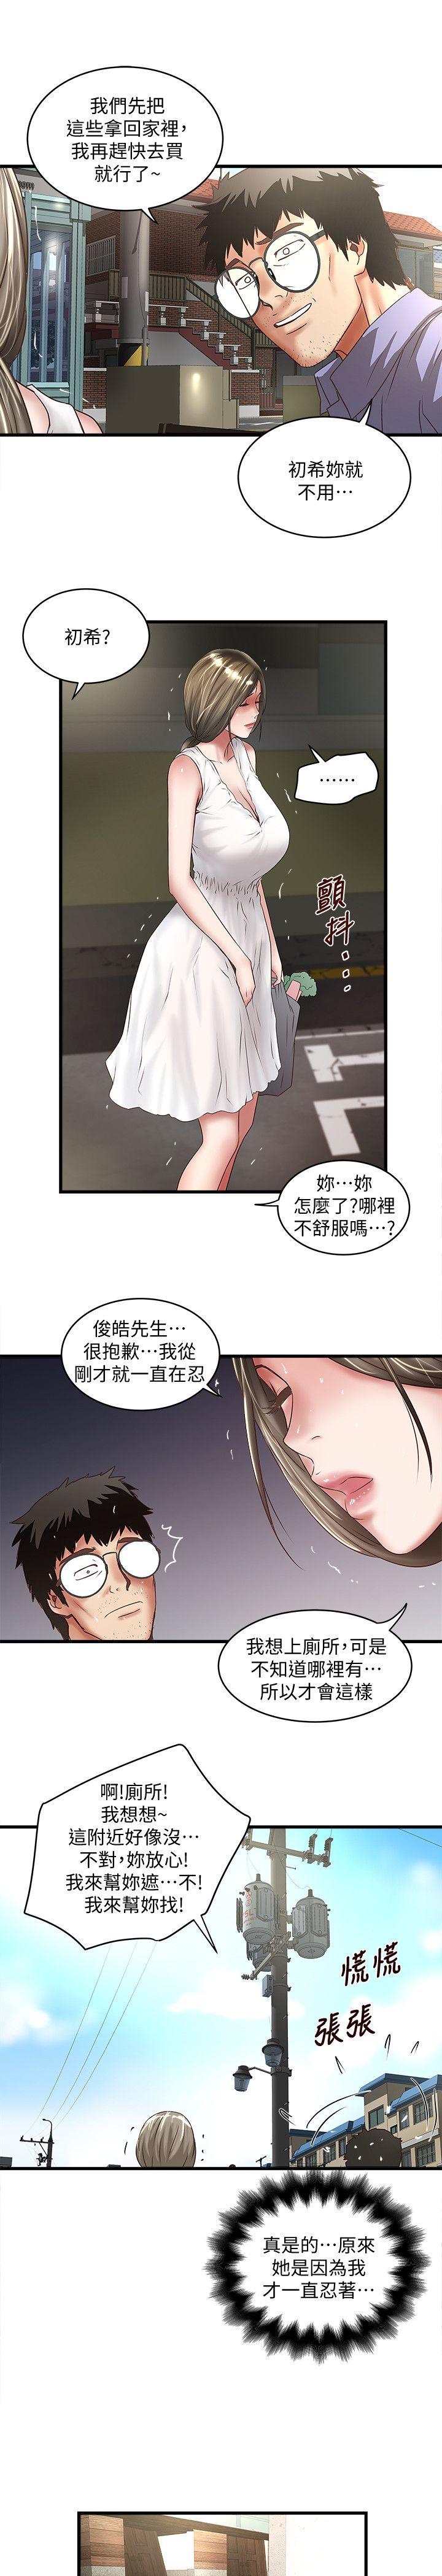 我們先把
這些拿回家裡，
我再趕快去買
就行了~
初希妳就
不用…
初希?
……
顫抖…
妳…妳
怎麼了?哪裡
不舒服嗎…?
俊皓先生…
很抱歉…我從
剛才就一直在忍
我想上廁所，可是
不知道哪裡有…
所以才會這樣
啊!廁所!
我想想~
這附近好像沒…
不對，妳放心!
我來幫妳遮…不!
我來幫妳找!
慌慌
張張
真是的…原來
她是因為我
才一直忍著…